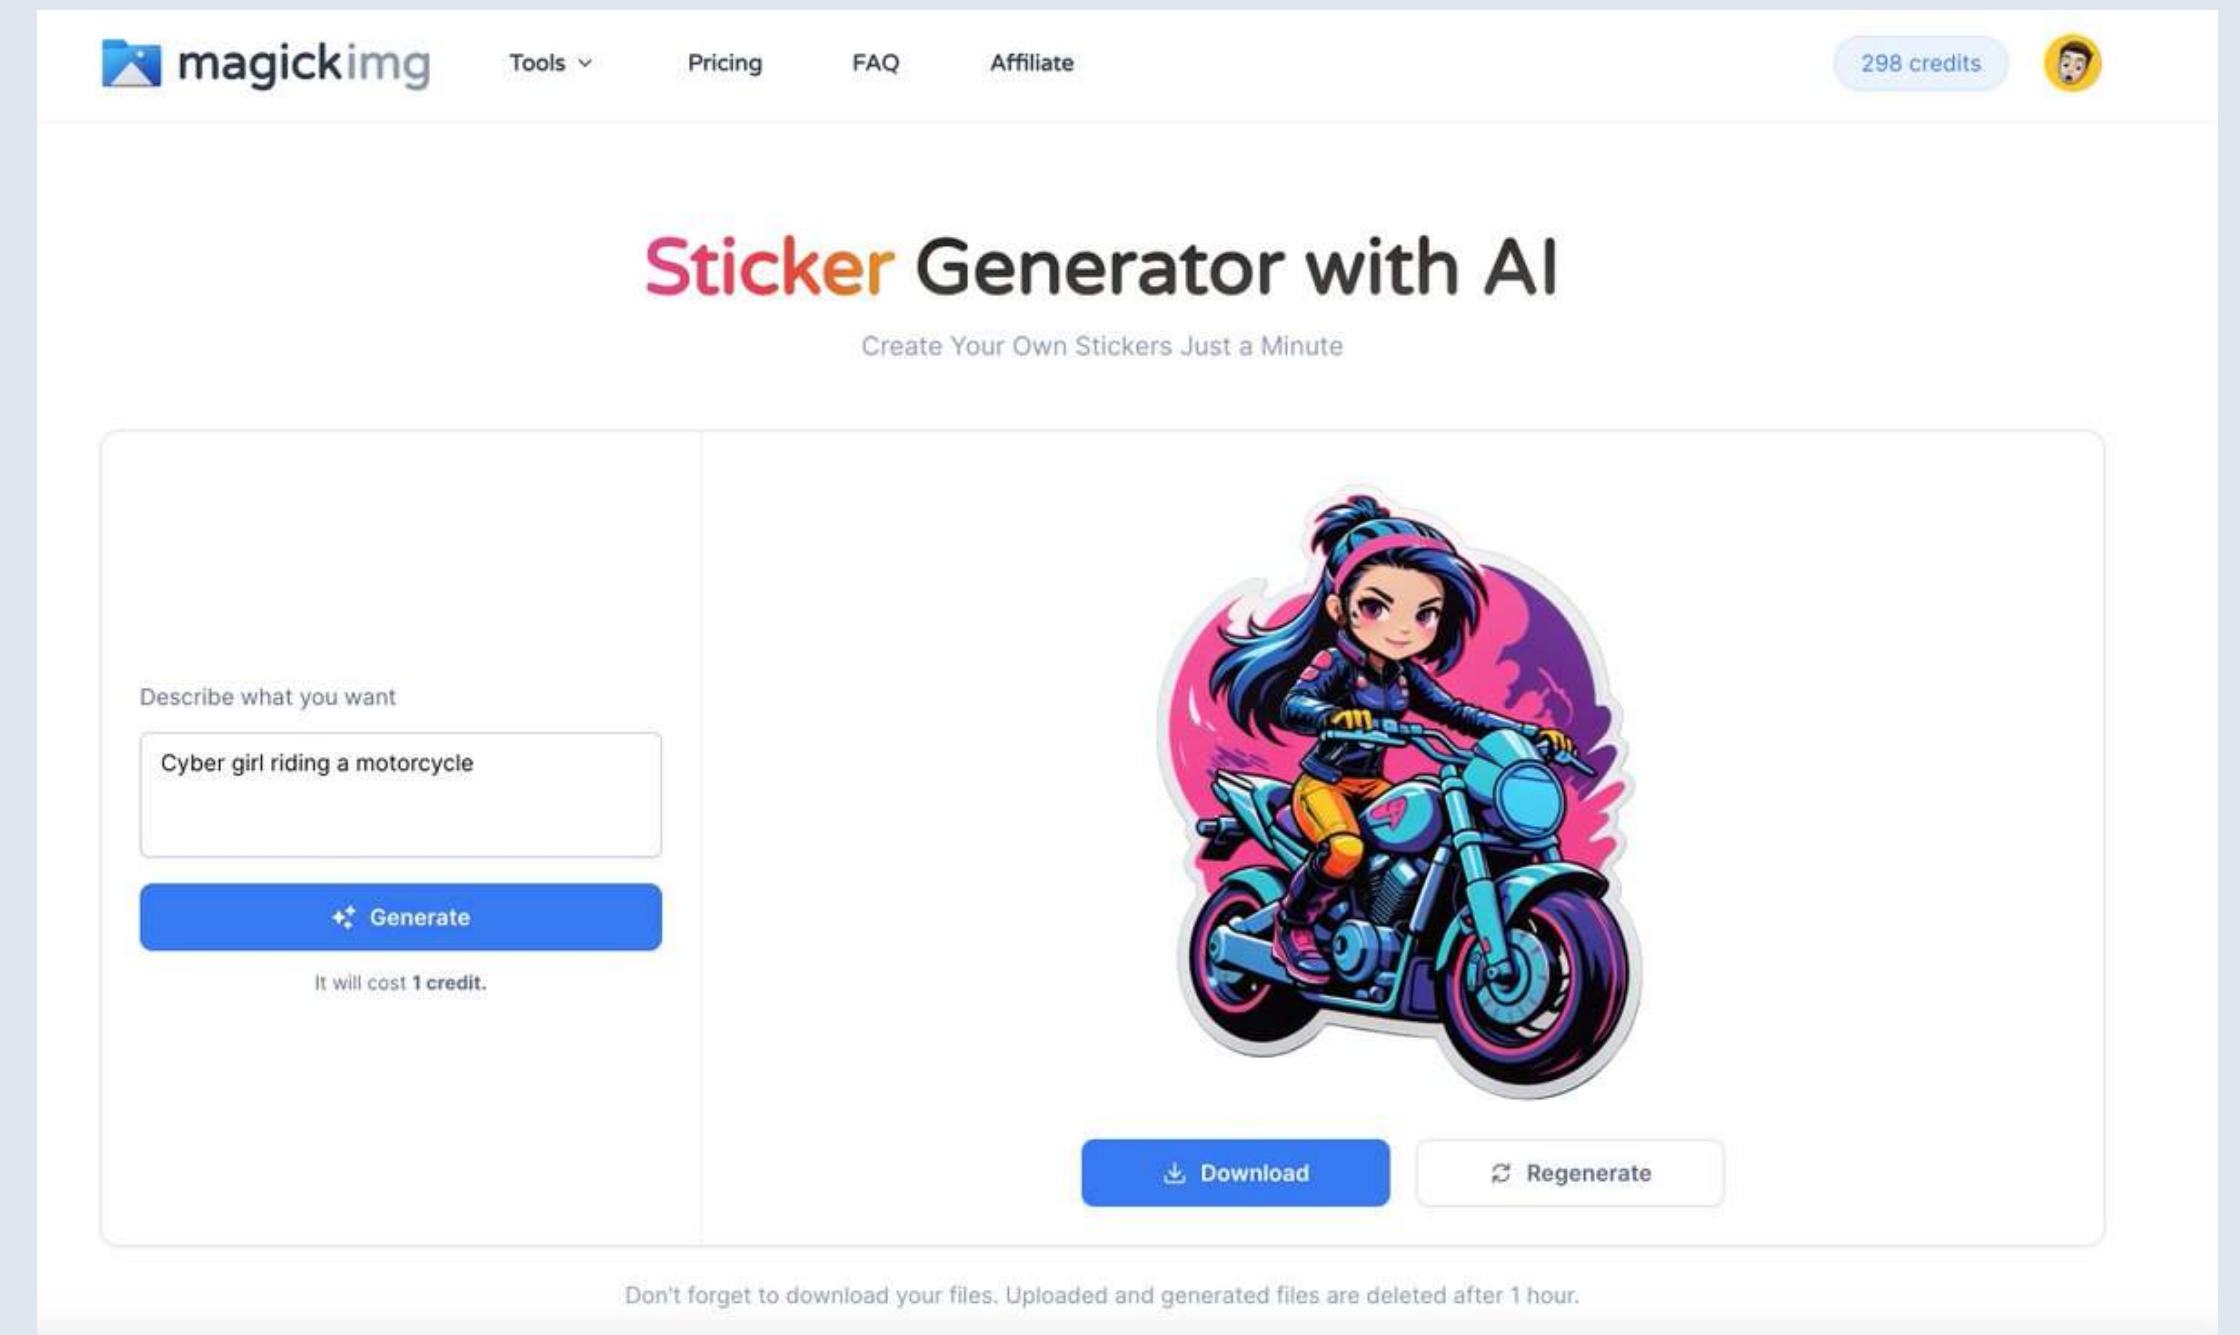 magickimg
Tools
Pricing
FAQ
Affiliate
298 credits
Sticker Generator with AI
Create Your Own Stickers Just a Minute
Describe what you want
Cyber girl riding a motorcycle
Generate
It will cost 1 credit.
Download
Regenerate
Don't forget to download your files. Uploaded and generated files are deleted after 1 hour.